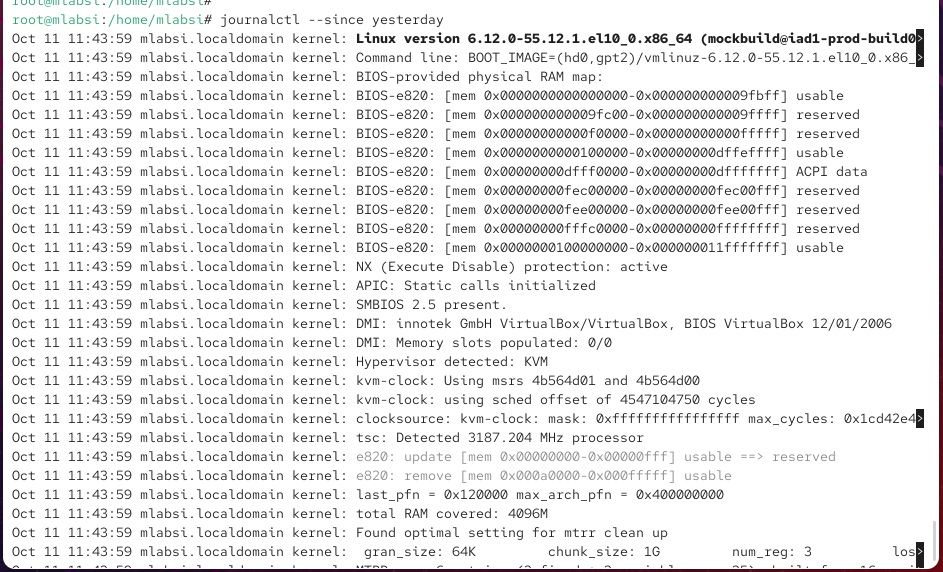 root@mlabsi:/home/mlabsi#
root@mlabsi:/home/mlabsi# journalctl --since yesterday
Oct 11 11:43:59 mlabsi.localdomain kernel: Linux version 6.12.0-55.12.1.el10_0.x86_64 (mockbuild@iad1-prod-build0>
Oct 11 11:43:59 mlabsi.localdomain kernel: Command line: BOOT_IMAGE=(hd0,gpt2)/vmlinuz-6.12.0-55.12.1.el10_0.x86_>
Oct 11 11:43:59 mlabsi.localdomain kernel: BIOS-provided physical RAM map:
Oct 11 11:43:59 mlabsi.localdomain kernel: BIOS-e820: [mem 0x0000000000000000-0x000000000009fbff] usable
Oct 11 11:43:59 mlabsi.localdomain kernel: BIOS-e820: [mem 0x000000000009fc00-0x000000000009ffff] reserved
Oct 11 11:43:59 mlabsi.localdomain kernel: BIOS-e820: [mem 0x00000000000f0000-0x00000000000fffff] reserved
Oct 11 11:43:59 mlabsi.localdomain kernel: BIOS-e820: [mem 0x0000000000100000-0x00000000dffeffff] usable
Oct 11 11:43:59 mlabsi.localdomain kernel: BIOS-e820: [mem 0x00000000dfff0000-0x00000000dfffffff] ACPI data
Oct 11 11:43:59 mlabsi.localdomain kernel: BIOS-e820: [mem 0x00000000fec00000-0x00000000fec00fff] reserved
Oct 11 11:43:59 mlabsi.localdomain kernel: BIOS-e820: [mem 0x00000000fee00000-0x00000000fee00fff] reserved
Oct 11 11:43:59 mlabsi.localdomain kernel: BIOS-e820: [mem 0x00000000fffc0000-0x00000000ffffffff] reserved
Oct 11 11:43:59 mlabsi.localdomain kernel: BIOS-e820: [mem 0x0000000100000000-0x000000011fffffff] usable
Oct 11 11:43:59 mlabsi.localdomain kernel: NX (Execute Disable) protection: active
Oct 11 11:43:59 mlabsi.localdomain kernel: APIC: Static calls initialized
Oct 11 11:43:59 mlabsi.localdomain kernel: SMBIOS 2.5 present.
Oct 11 11:43:59 mlabsi.localdomain kernel: DMI: innotek GmbH VirtualBox/VirtualBox, BIOS VirtualBox 12/01/2006
Oct 11 11:43:59 mlabsi.localdomain kernel: DMI: Memory slots populated: 0/0
Oct 11 11:43:59 mlabsi.localdomain kernel: Hypervisor detected: KVM
Oct 11 11:43:59 mlabsi.localdomain kernel: kvm-clock: Using msrs 4b564d01 and 4b564d00
Oct 11 11:43:59 mlabsi.localdomain kernel: kvm-clock: using sched offset of 4547104750 cycles
Oct 11 11:43:59 mlabsi.localdomain kernel: clocksource: kvm-clock: mask: 0xffffffffffffffff max_cycles: 0x1cd42e4>
Oct 11 11:43:59 mlabsi.localdomain kernel: tsc: Detected 3187.204 MHz processor
Oct 11 11:43:59 mlabsi.localdomain kernel: e820: update [mem 0x00000000-0x00000fff] usable ==> reserved
Oct 11 11:43:59 mlabsi.localdomain kernel: e820: remove [mem 0x000a0000-0x000fffff] usable
Oct 11 11:43:59 mlabsi.localdomain kernel: last_pfn = 0x120000 max_arch_pfn = 0x400000000
Oct 11 11:43:59 mlabsi.localdomain kernel: total RAM covered: 4096M
Oct 11 11:43:59 mlabsi.localdomain kernel: Found optimal setting for mtrr clean up
Oct 11 11:43:59 mlabsi.localdomain kernel:  gran_size: 64K         chunk_size: 1G         num_reg: 3          los>